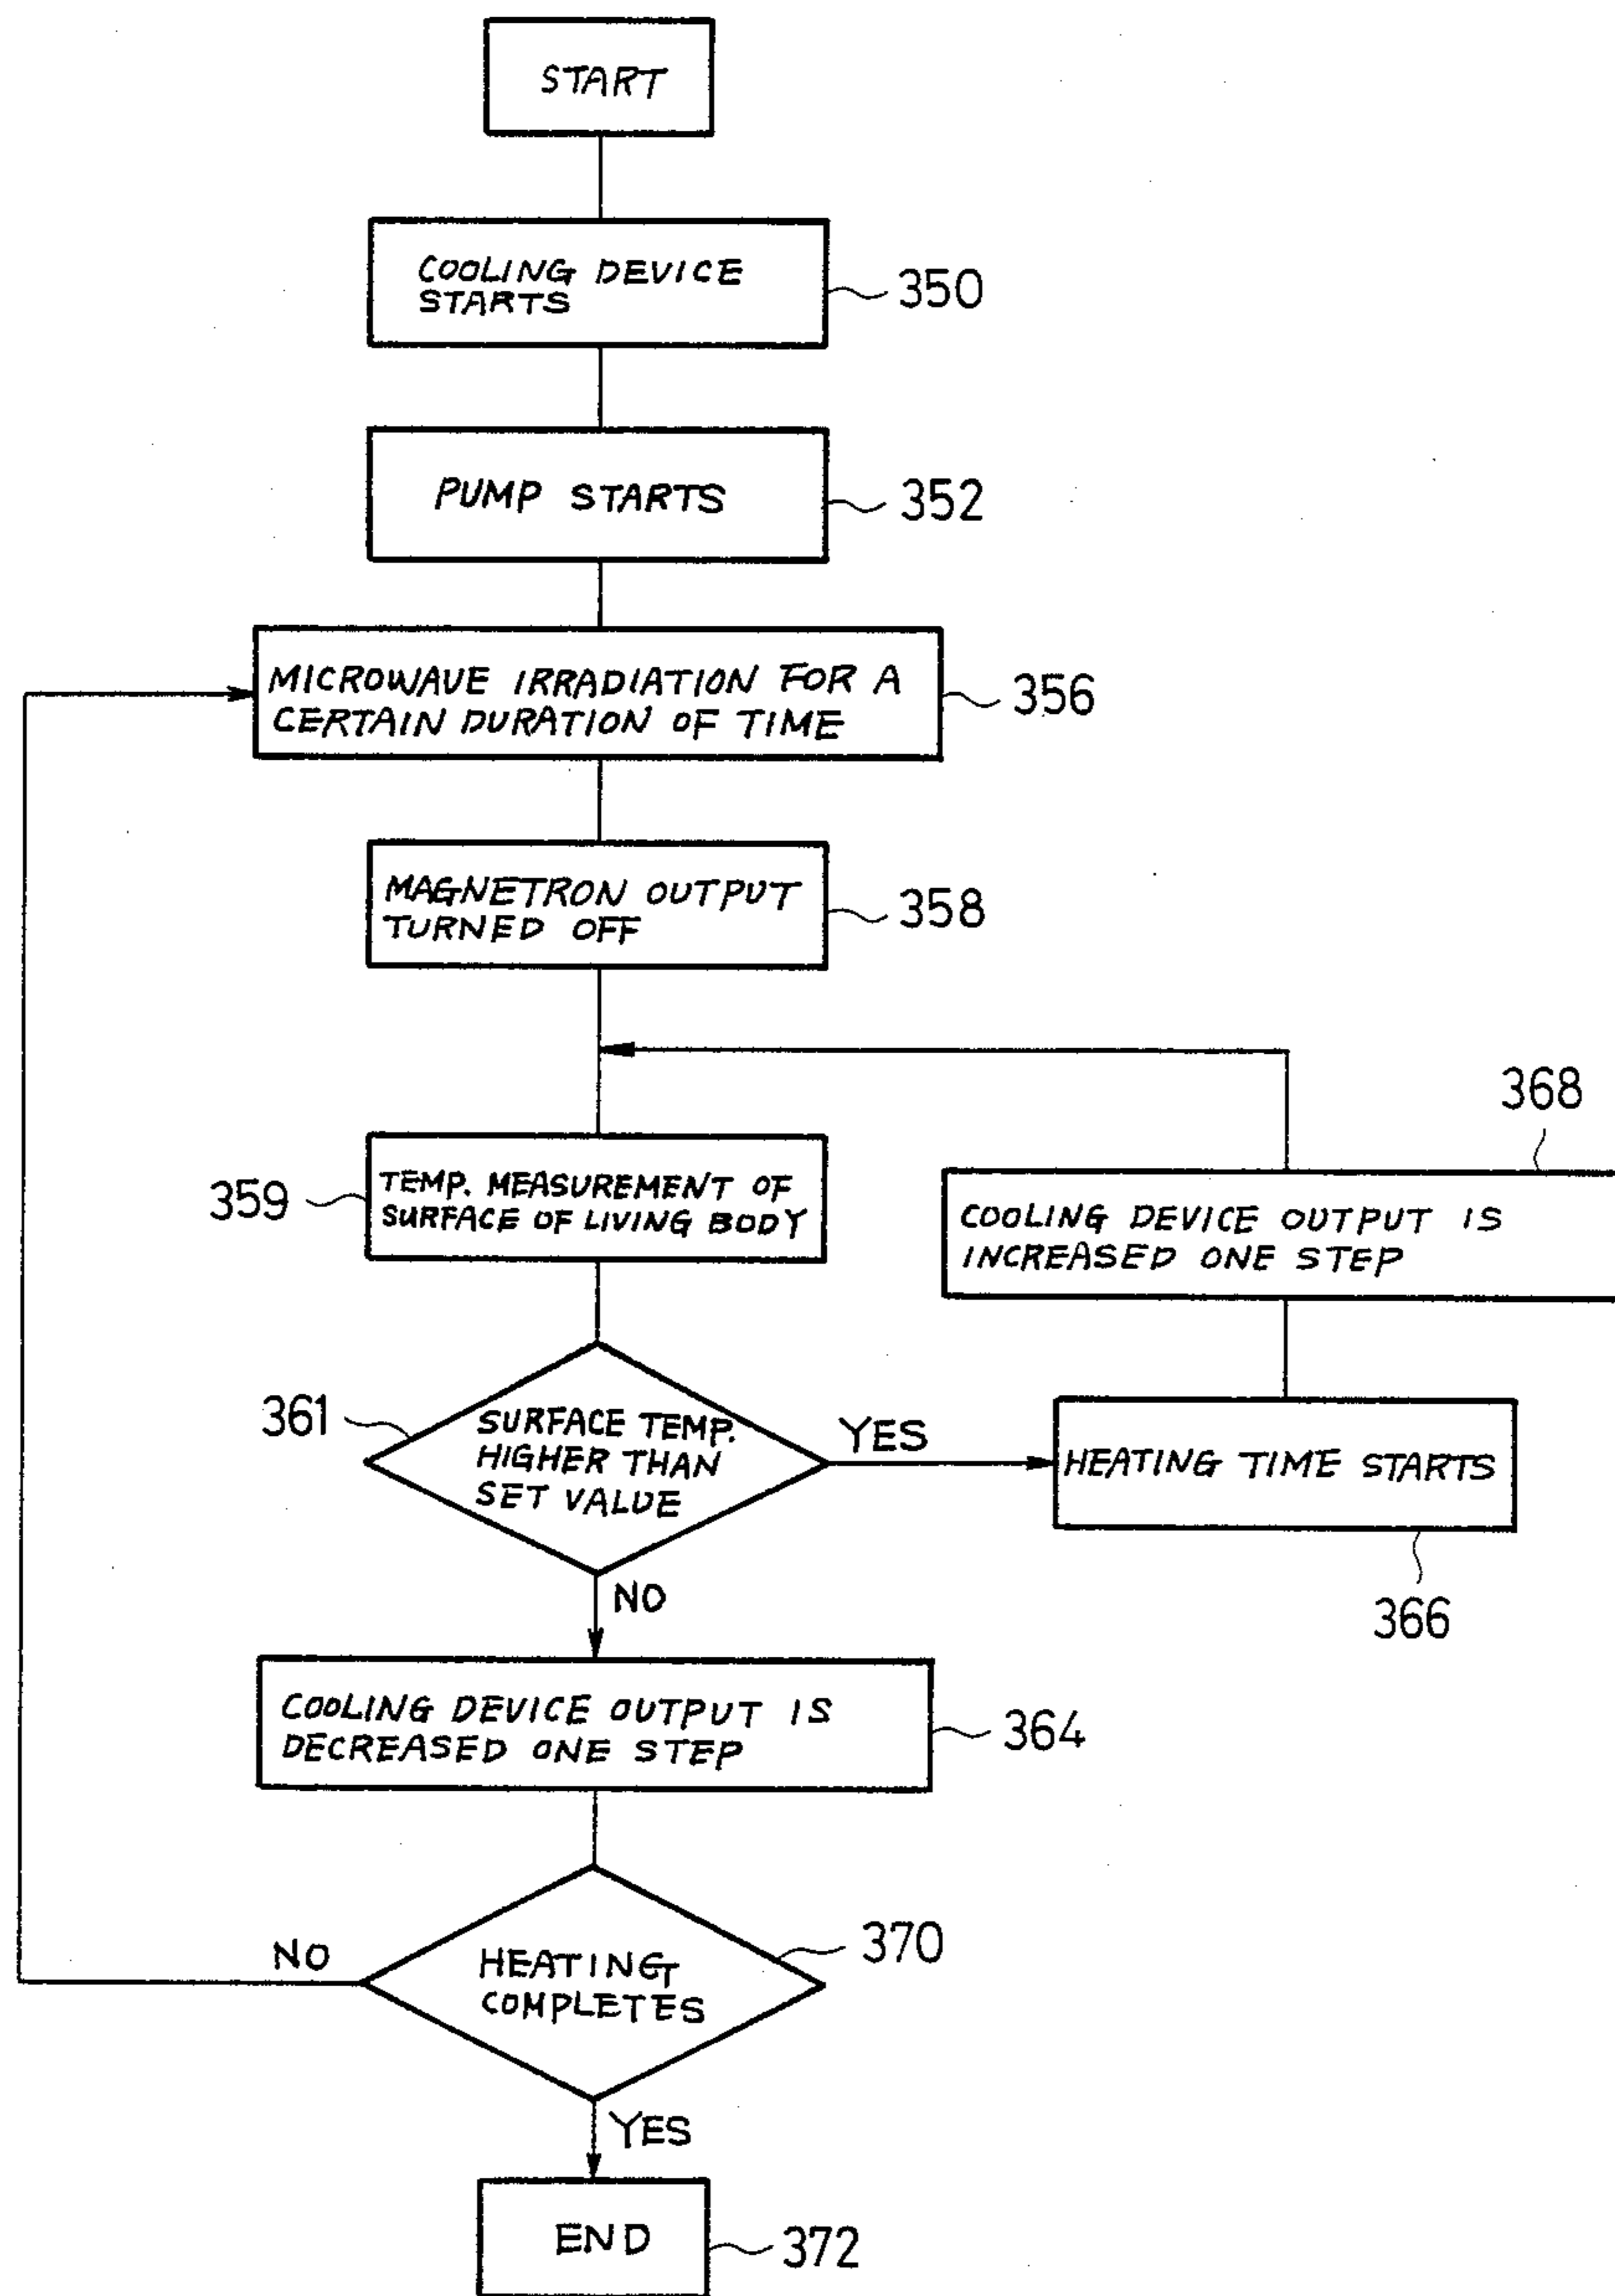 START
COOLING DEVICE
STARTS
350
PUMP STARTS
352
MICROWAVE IRRADIATION FOR A
CERTAIN DURATION OF TIME
356
MAGNETRON OUTPUT
TURNED OFF
358
368
359
TEMP. MEASUREMENT OF
SURFACE OF LIVING BODY
COOLING DEVICE OUTPUT IS
INCREASED ONE STEP
361
SURFACE TEMP.
HIGHER THAN
SET VALUE
YES
HEATING TIME STARTS
366
NO
COOLING DEVICE OUTPUT IS
DECREASED ONE STEP
364
NO
HEATING
COMPLETES
370
YES
END
372